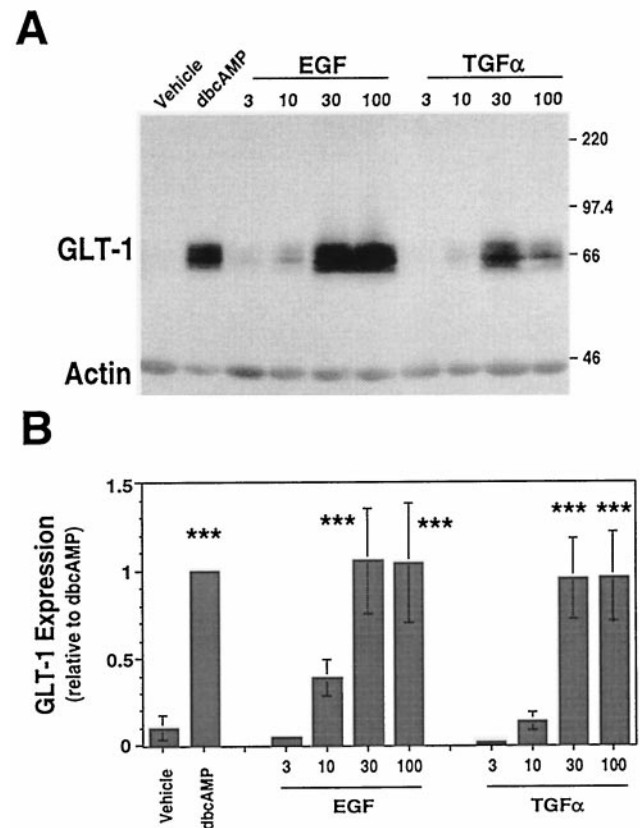 A
EGF
TGFα
Vehicle dbcAMP 3 10 30 100 3 10 30 100
220
97.4
GLT-1
66
46
Actin
B
GLT-1 Expression
(relative to dbcAMP)
1.5
1
0.5
0
*** *** *** *** ***
Vehicle dbcAMP 3 10 30 100 3 10 30 100
EGF
TGFα